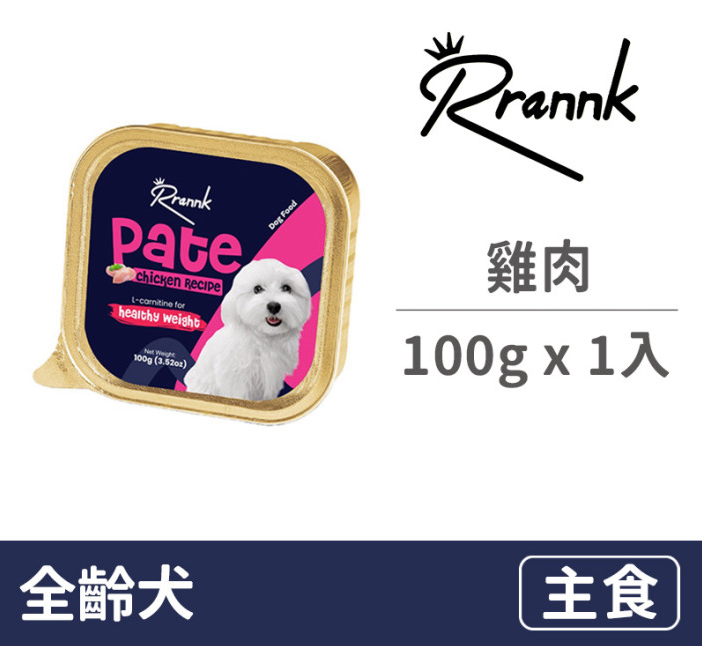 Rrannk
Rrannk
Pate
Dog Food
chicken Recipe
L-carnitine for
healthy weight
Net Weight:
100g (3.52oz)
雞肉
100g x 1入
全齡犬
主食